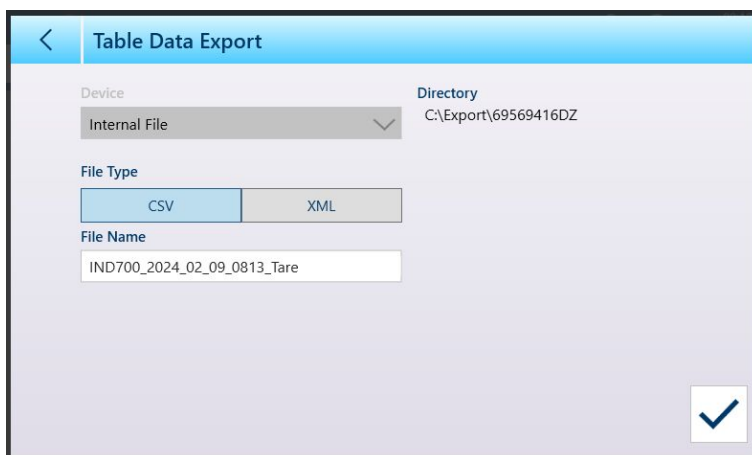 Table Data Export
Device
Internal File
Directory
C:\Export\69569416DZ
File Type
CSV
XML
File Name
IND700_2024_02_09_0813_Tare